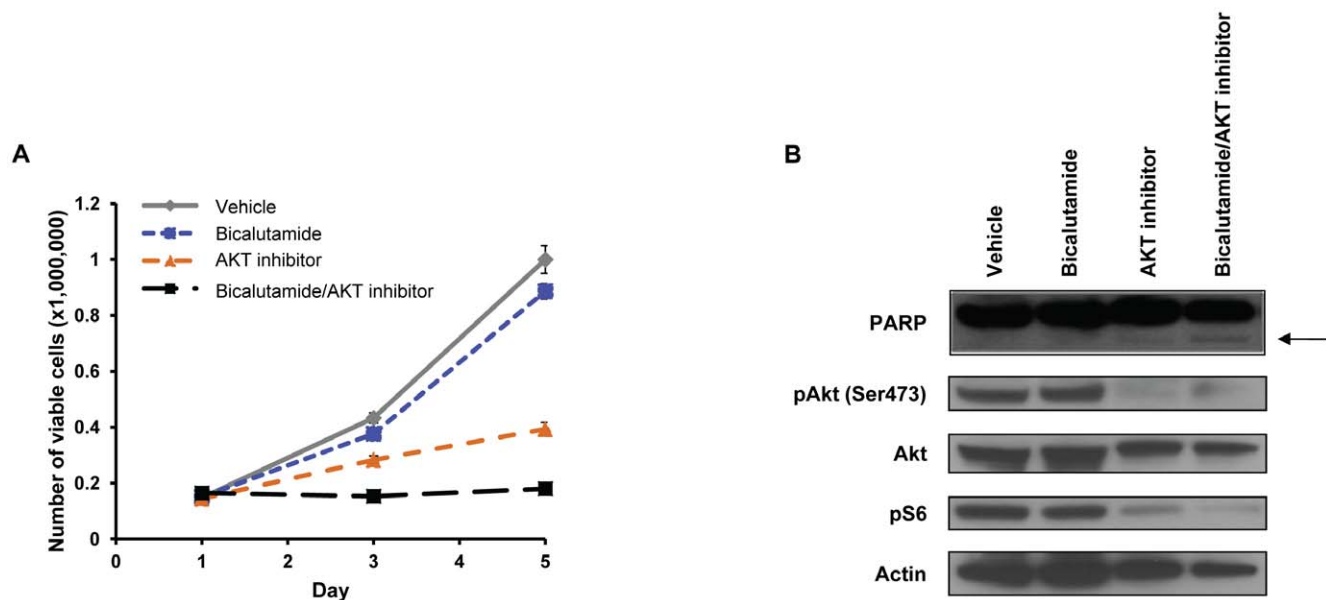 A
Number of viable cells (x1,000,000)
1.2
1
0.8
0.6
0.4
0.2
0
Vehicle
Bicalutamide
AKT inhibitor
Bicalutamide/AKT inhibitor
0
1
2
3
4
5
Day
B
Vehicle
Bicalutamide
AKT inhibitor
Bicalutamide/AKT inhibitor
PARP
pAkt (Ser473)
Akt
pS6
Actin